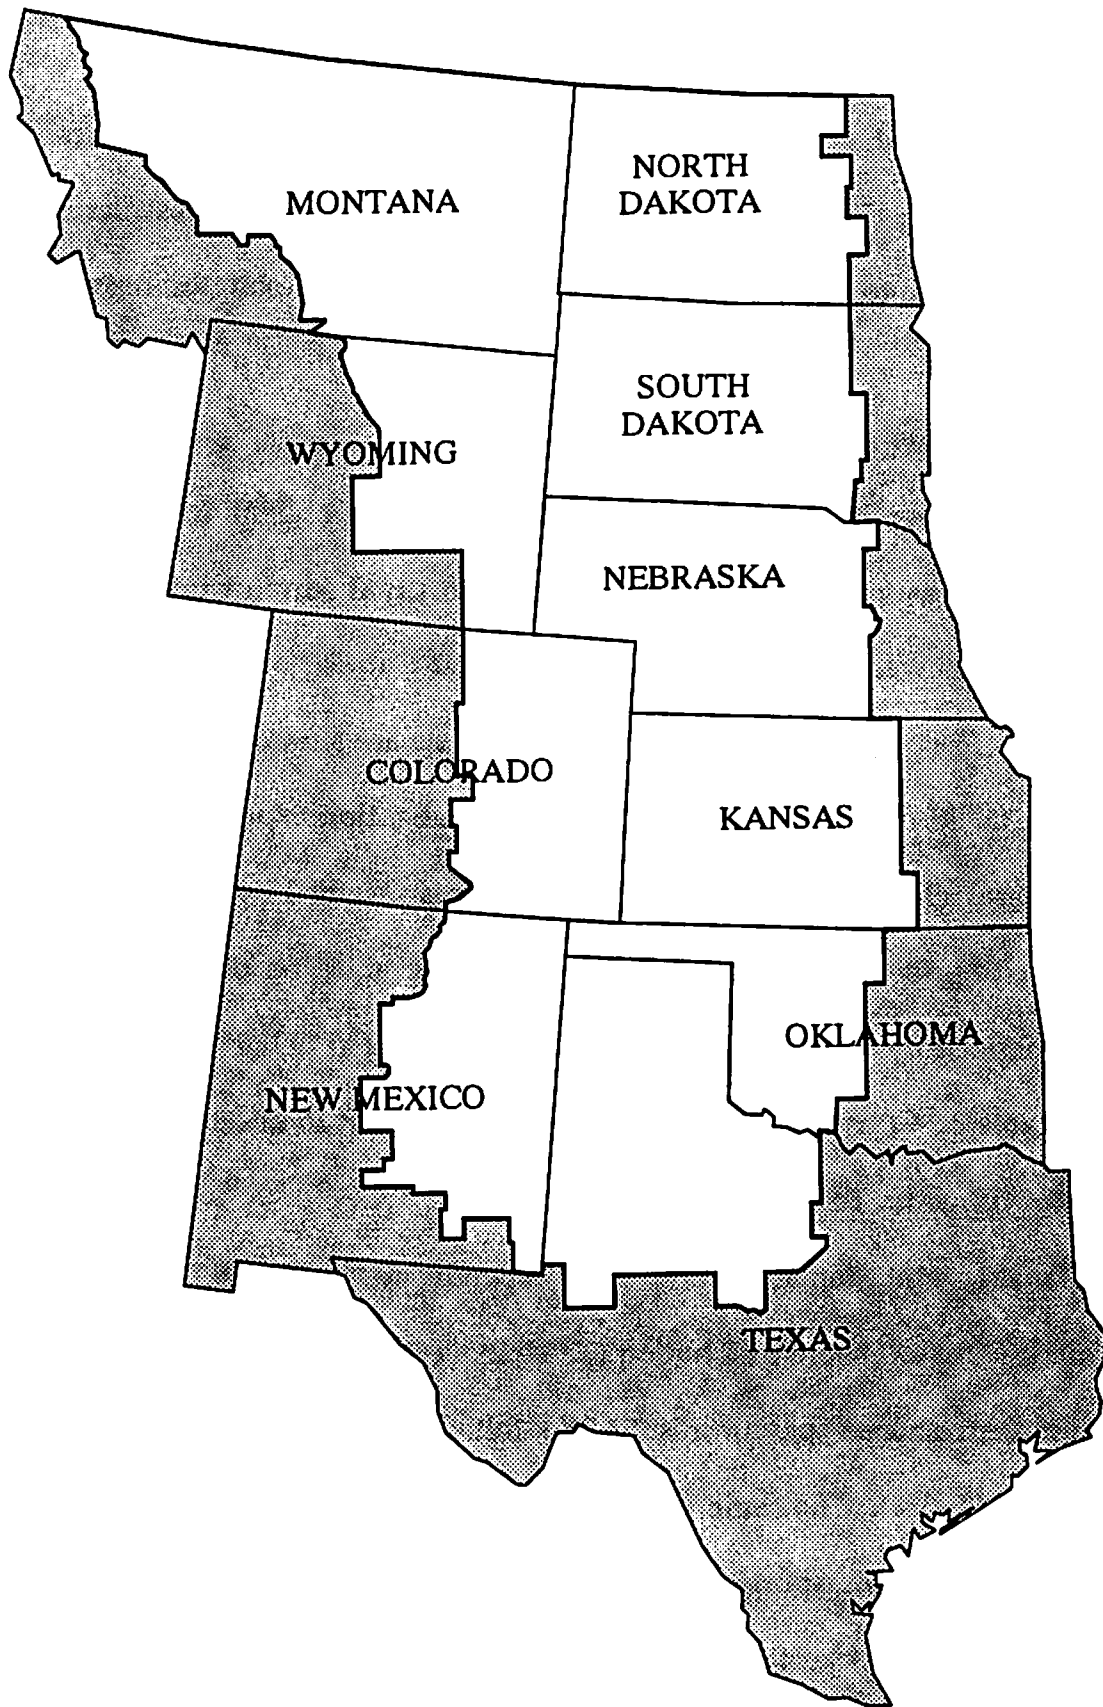 NORTH
DAKOTA
MONTANA
SOUTH
DAKOTA
WYOMING
NEBRASKA
COLORADO
KANSAS
OKLAHOMA
NEW MEXICO
TEXAS